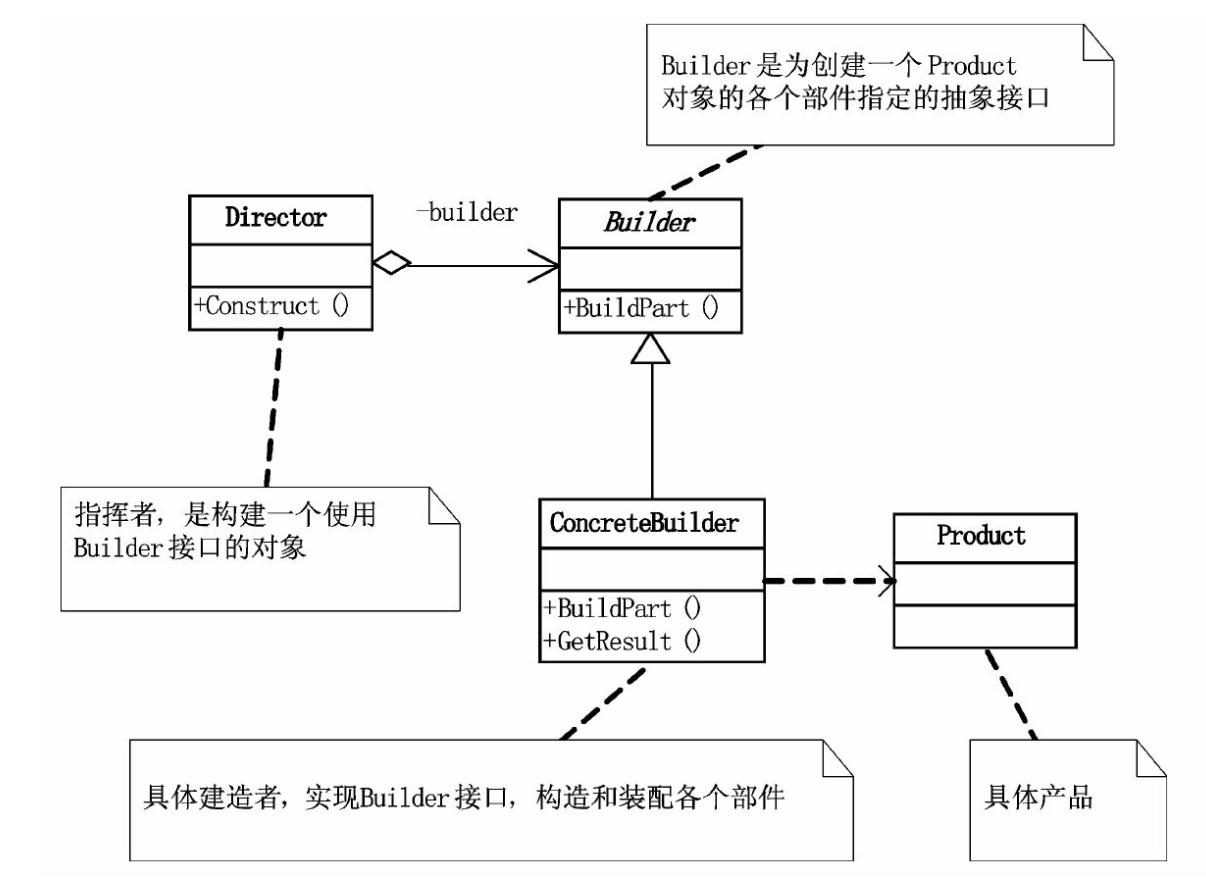 Builder是为创建一个Product
对象的各个部件指定的抽象接口
Director
-builder
Builder
+Construct()
+BuildPart()
指挥者，是构建一个使用
Builder接口的对象
ConcreteBuilder
Product
+BuildPart()
+GetResult()
具体建造者，实现Builder接口，构造和装配各个部件
具体产品